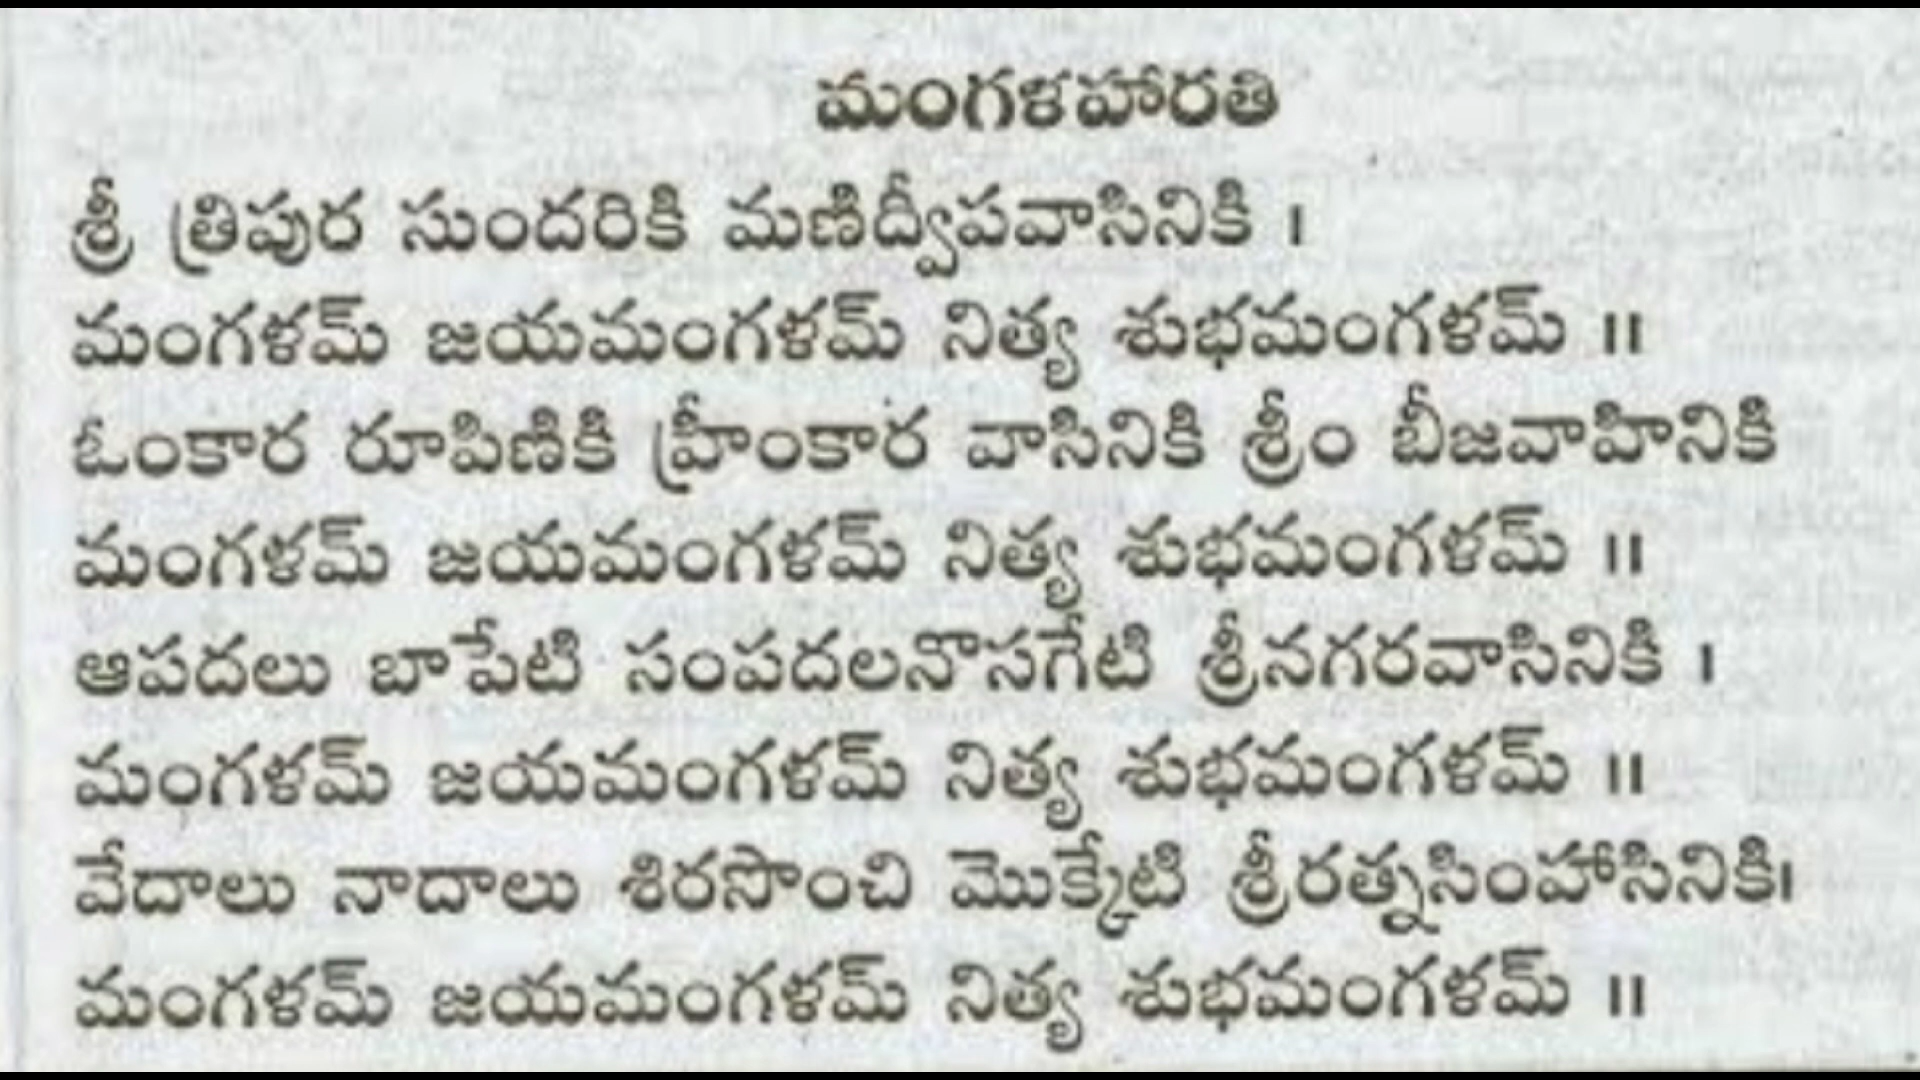 మంగళహారతి
శ్రీ త్రిపుర సుందరికి మణిద్వీపవాసినికి ।
మంగళమ్ జయమంగళమ్ నిత్య శుభమంగళమ్ ।।
ఓంకార రూపిణికి హ్రీంకార వాసినికి శ్రీం బీజవాహినికి
మంగళమ్ జయమంగళమ్ నిత్య శుభమంగళమ్ ।।
ఆపదలు బాపేటి సంపదలనొసగేటి శ్రీనగరవాసినికి ।
మంగళమ్ జయమంగళమ్ నిత్య శుభమంగళమ్ ।।
వేదాలు నాదాలు శిరసొంచి మొక్కేటి శ్రీరత్నసింహాసినికి।
మంగళమ్ జయమంగళమ్ నిత్య శుభమంగళమ్ ।।